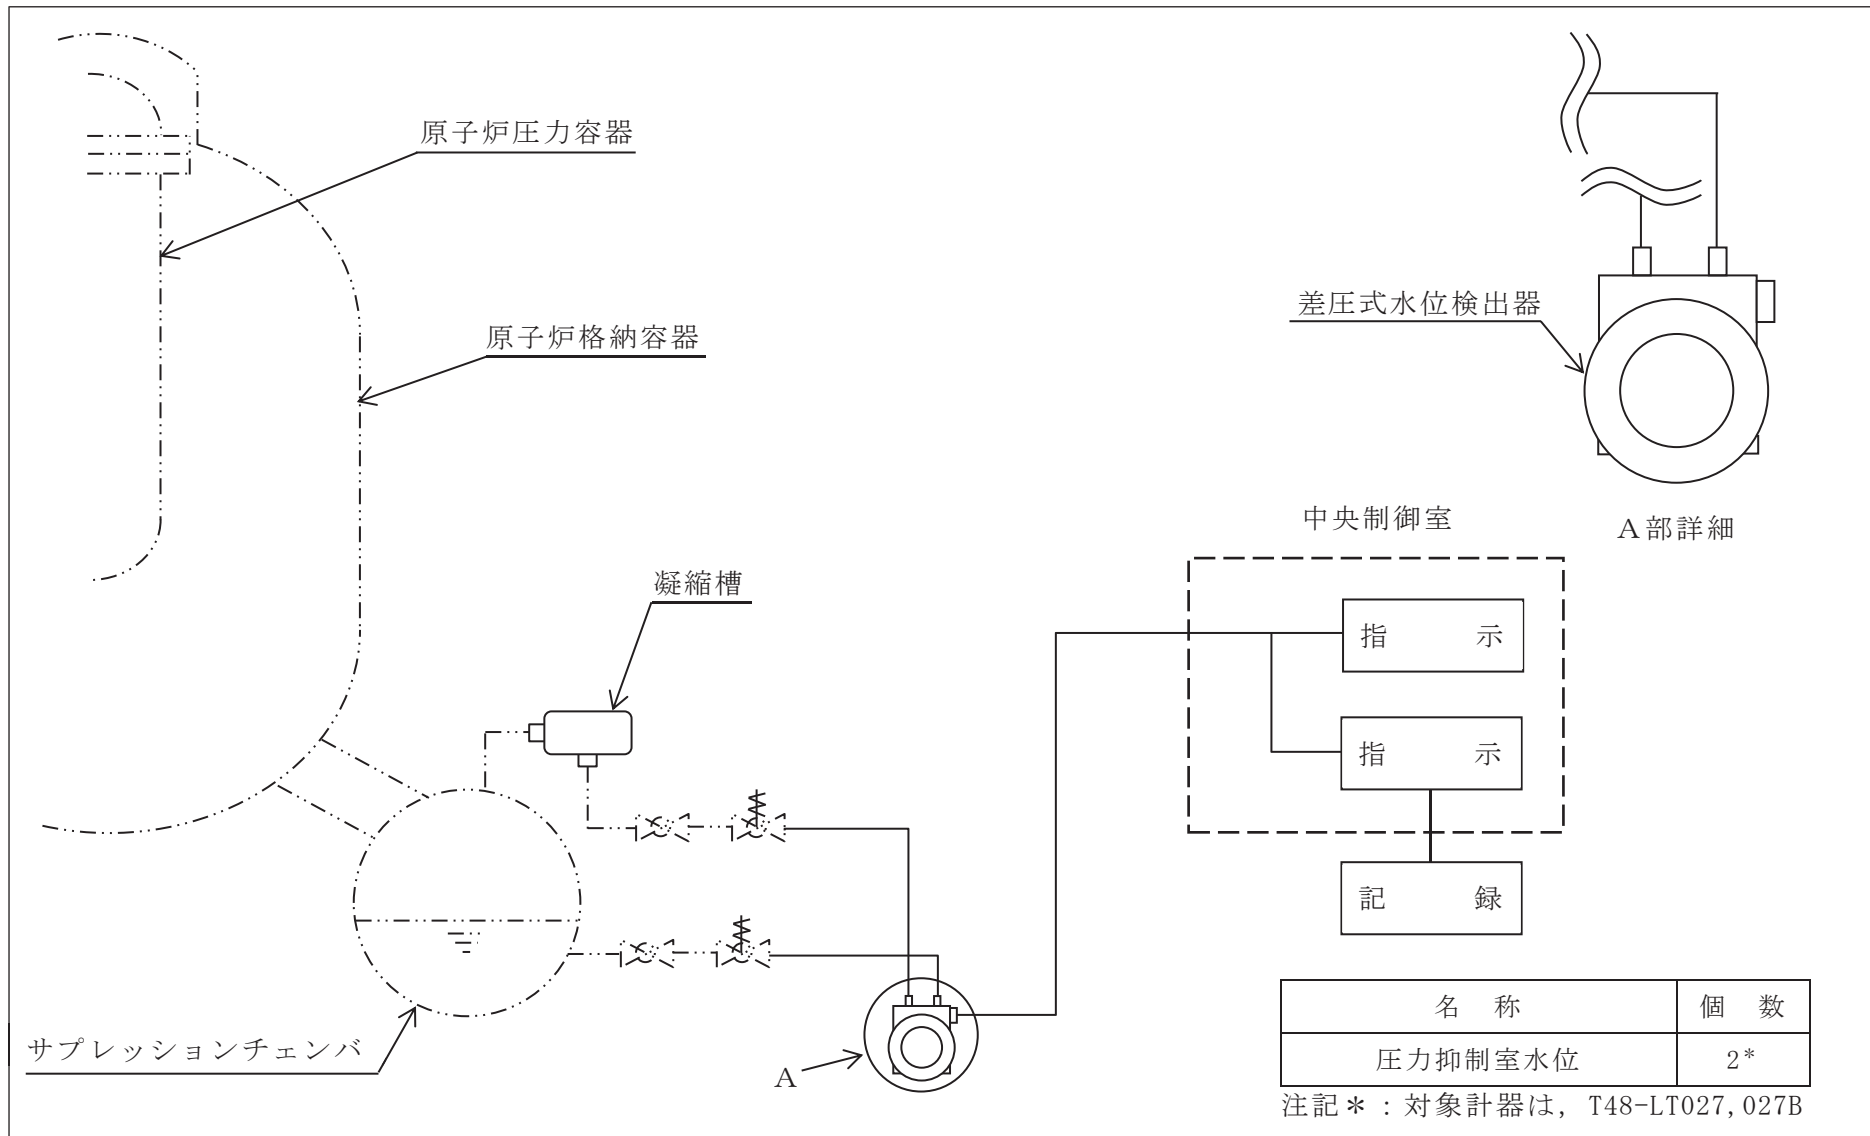 原子炉圧力容器
原子炉格納容器
差圧式水位検出器
A部詳細
中央制御室
凝縮槽
指 示
指 示
記 録
サプレッションチェンバ
A
名 称 個 数
圧力抑制室水位 2*
注記＊：対象計器は，T48-LT027,027B